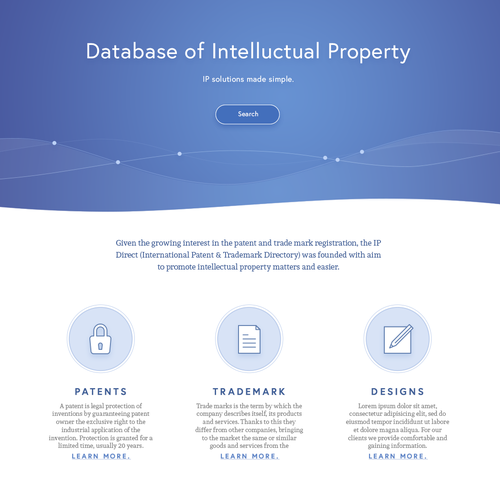 Database of Intelluctual Property
IP solutions made simple.
Search
Given the growing interest in the patent and trade mark registration, the IP
Direct (International Patent & Trademark Directory) was founded with aim
to promote intellectual property matters and easier.
PATENTS
A patent is legal protection of
inventions by guaranteeing patent
owner the exclusive right to the
industrial application of the
invention. Protection is granted for a
limited time, usually 20 years.
LEARN MORE.
TRADEMARK
Trade marks is the term by which the
company describes itself, its products
and services. Thanks to this they
differ from other companies, bringing
to the market the same or similar
goods and services from the
LEARN MORE.
DESIGNS
Lorem ipsum dolor sit amet,
consectetur adipisicing elit, sed do
eiusmod tempor incididunt ut labore
et dolore magna aliqua. For our
clients we provide comfortable and
gaining information.
LEARN MORE.